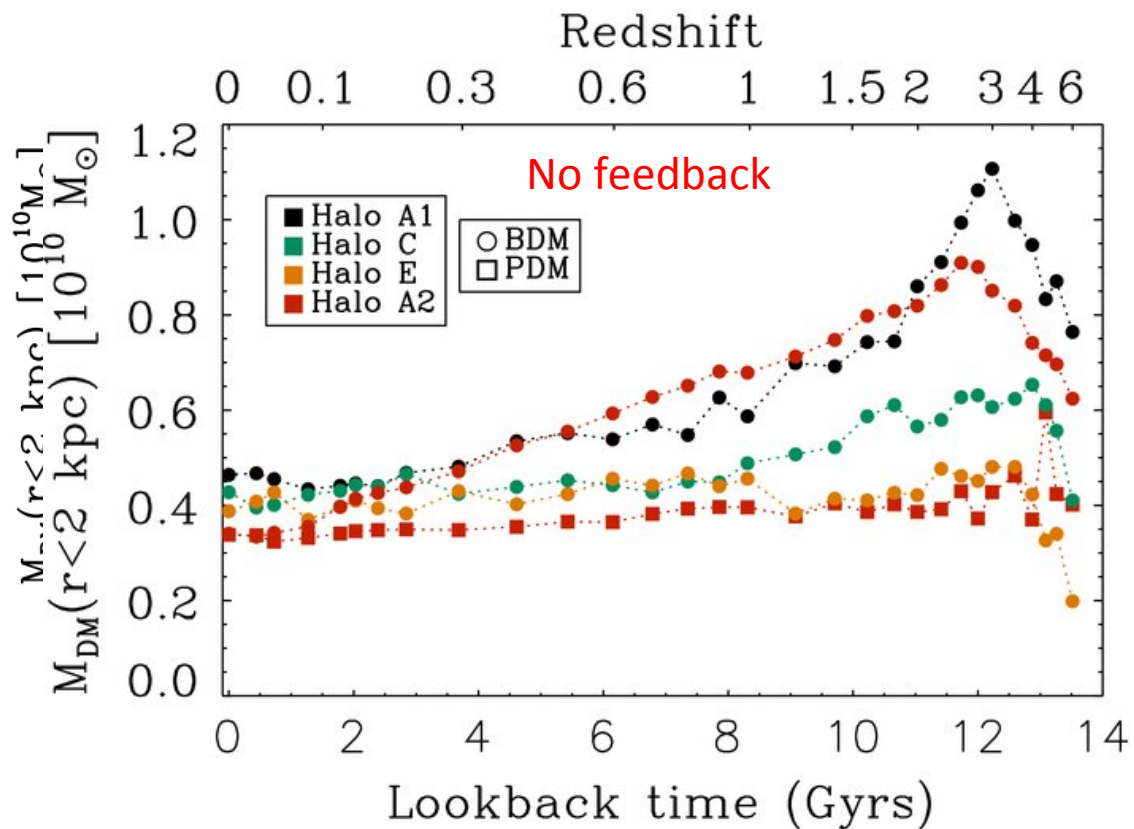 Redshift
0 0.1 0.3 0.6 1 1.5 2 3 4 6
No feedback
Halo A1
Halo C
Halo E
Halo A2
BDM
PDM
1.2
1.0
0.8
0.6
0.4
0.2
0.0
M_DM(r<2 kpc) [10^10 M_⊙]
0 2 4 6 8 10 12 14
Lookback time (Gyrs)